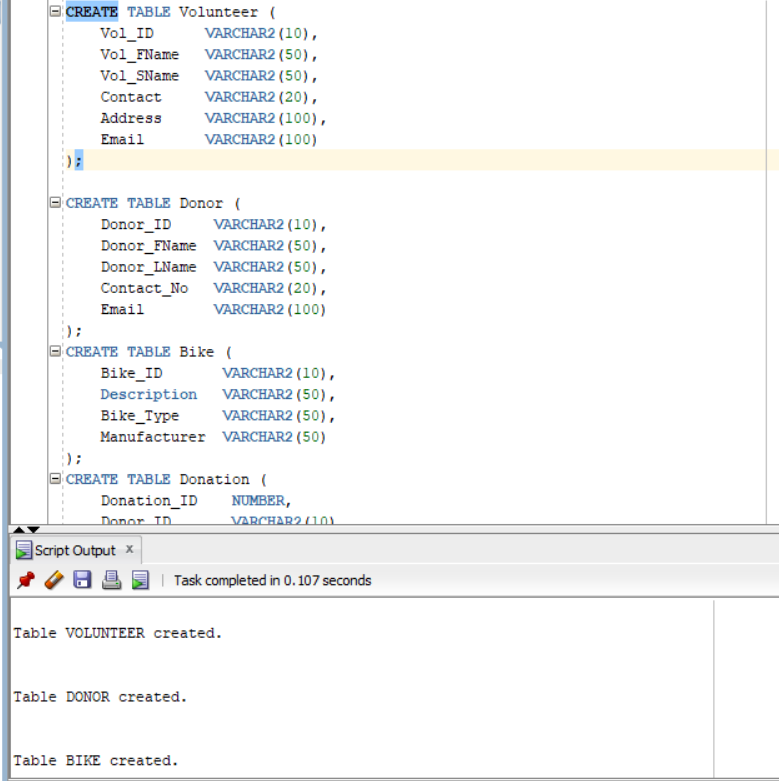 CREATE TABLE Volunteer (
    Vol_ID      VARCHAR2(10),
    Vol_FName   VARCHAR2(50),
    Vol_SName   VARCHAR2(50),
    Contact     VARCHAR2(20),
    Address     VARCHAR2(100),
    Email       VARCHAR2(100)
);
CREATE TABLE Donor (
    Donor_ID     VARCHAR2(10),
    Donor_FName  VARCHAR2(50),
    Donor_LName  VARCHAR2(50),
    Contact_No   VARCHAR2(20),
    Email        VARCHAR2(100)
);
CREATE TABLE Bike (
    Bike_ID       VARCHAR2(10),
    Description   VARCHAR2(50),
    Bike_Type     VARCHAR2(50),
    Manufacturer  VARCHAR2(50)
);
CREATE TABLE Donation (
    Donation_ID    NUMBER,
    Donor_ID       VARCHAR2(10)
Script Output x
Task completed in 0.107 seconds
Table VOLUNTEER created.
Table DONOR created.
Table BIKE created.